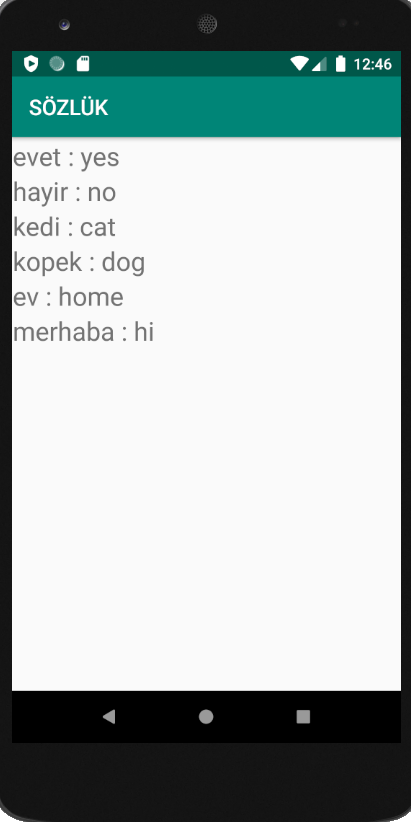 12:46
SÖZLÜK
evet : yes
hayir : no
kedi : cat
kopek : dog
ev : home
merhaba : hi